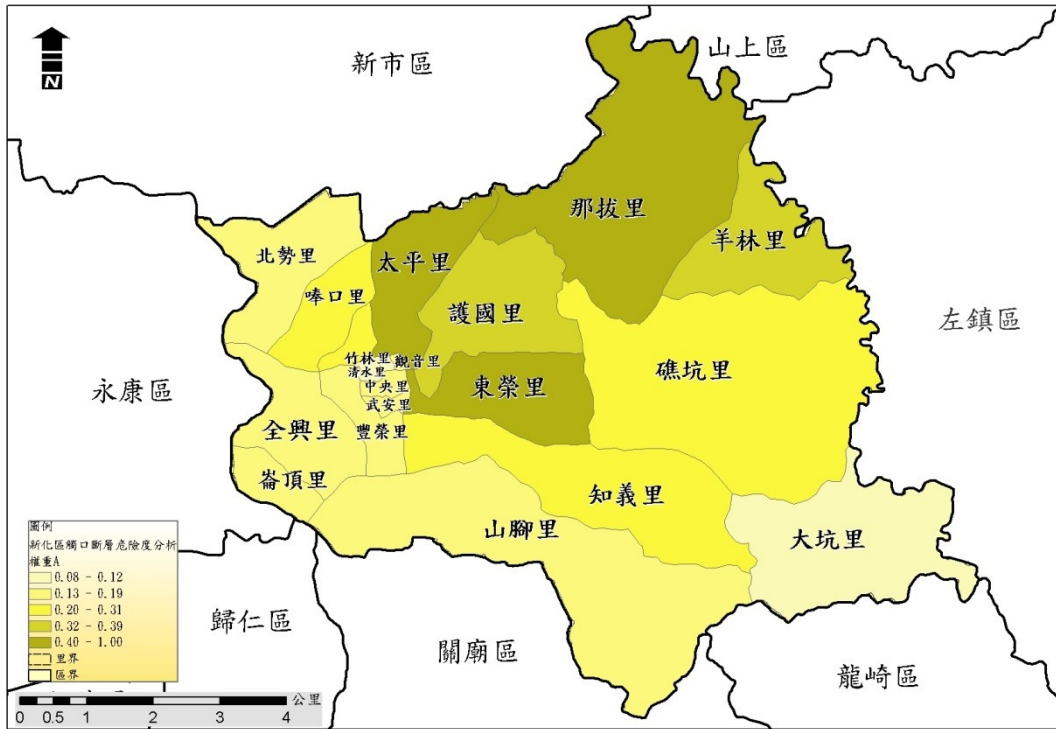 N
新市區
山上區
那拔里
羊林里
北勢里
太平里
唪口里
護國里
左鎮區
竹林里
觀音里
清水里
礁坑里
中央里
東榮里
永康區
武安里
全興里
豐榮里
崙頂里
知義里
山腳里
大坑里
圖例
新化區觸口斷層危險度分析
權重A
0.08 - 0.12
0.13 - 0.19
0.20 - 0.31
0.32 - 0.39
0.40 - 1.00
里界
區界
歸仁區
關廟區
龍崎區
公里
0 0.5 1 2 3 4